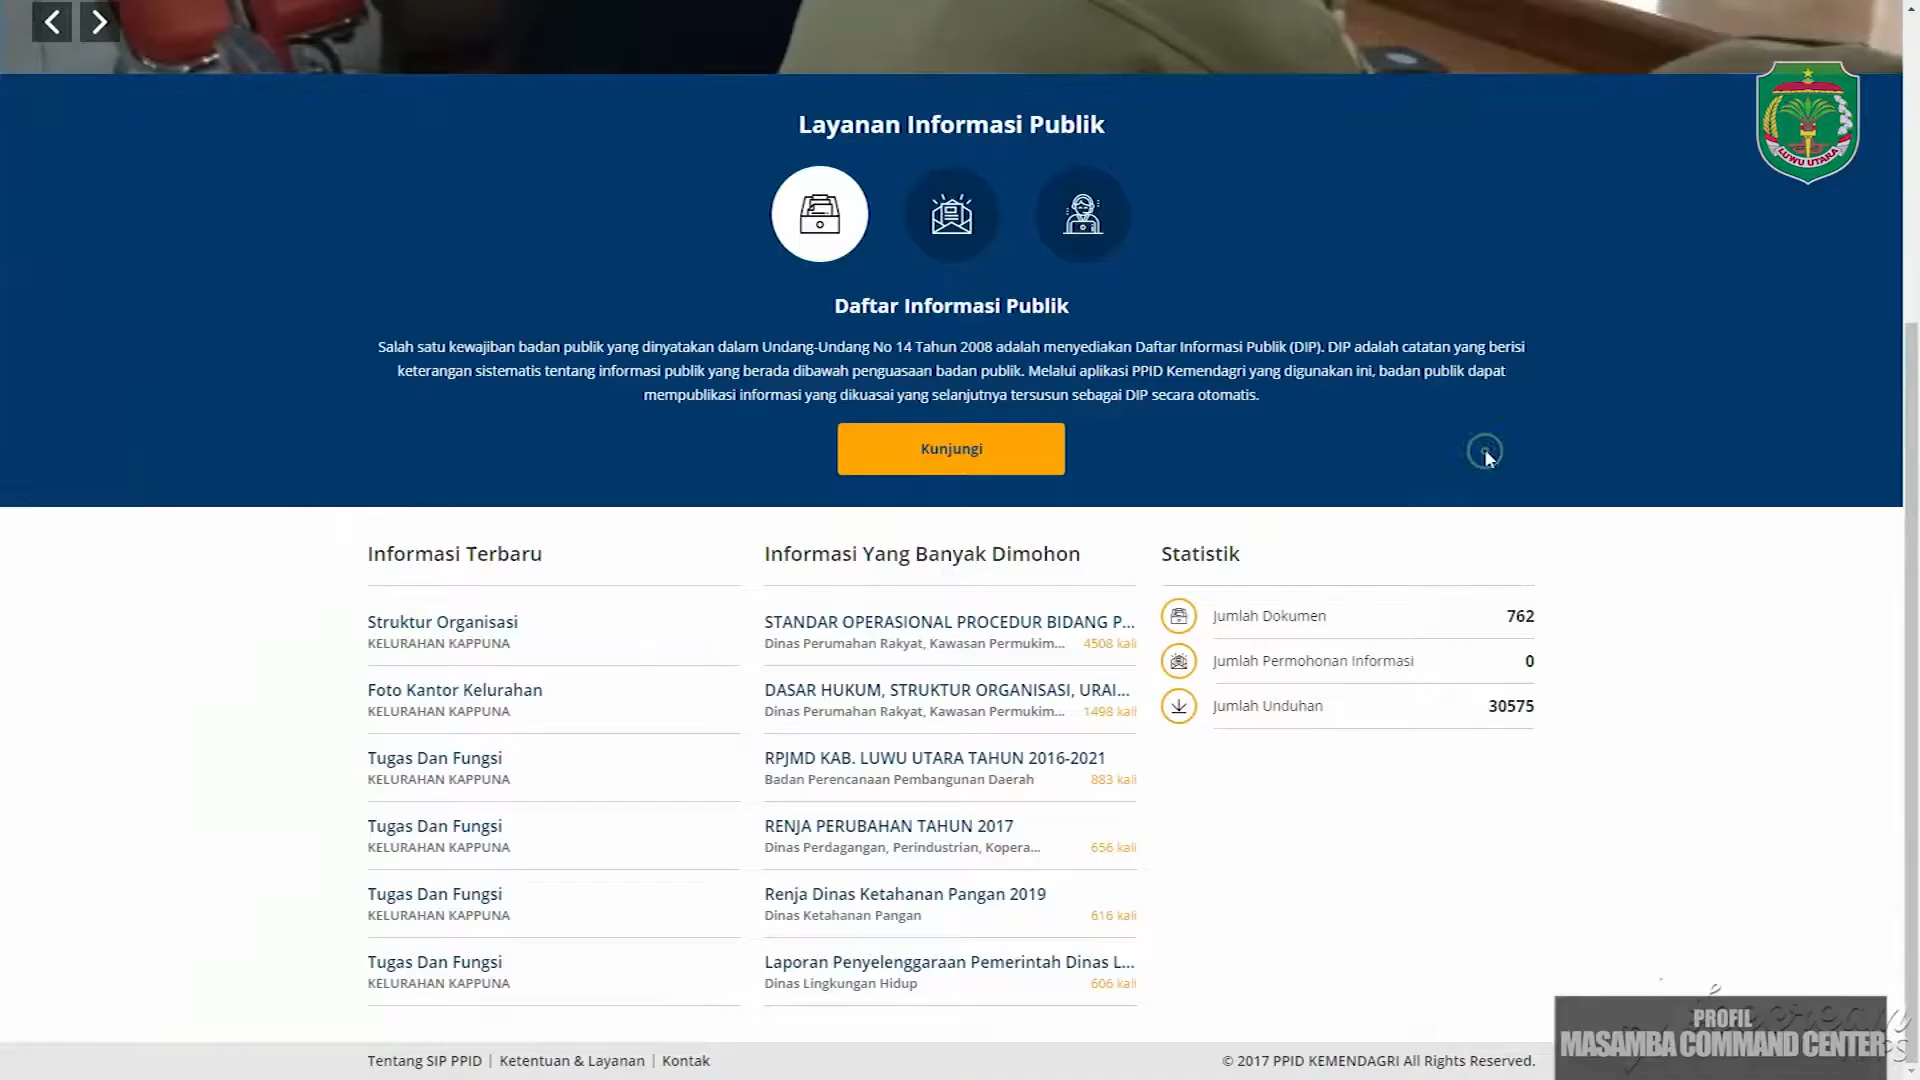 LUWU UTARA
Layanan Informasi Publik
Daftar Informasi Publik
Salah satu kewajiban badan publik yang dinyatakan dalam Undang-Undang No 14 Tahun 2008 adalah menyediakan Daftar Informasi Publik (DIP). DIP adalah catatan yang berisi
keterangan sistematis tentang informasi publik yang berada dibawah penguasaan badan publik. Melalui aplikasi PPID Kemendagri yang digunakan ini, badan publik dapat
mempublikasi informasi yang dikuasai yang selanjutnya tersusun sebagai DIP secara otomatis.
Kunjungi
Informasi Terbaru
Struktur Organisasi
KELURAHAN KAPPUNA
Foto Kantor Kelurahan
KELURAHAN KAPPUNA
Tugas Dan Fungsi
KELURAHAN KAPPUNA
Tugas Dan Fungsi
KELURAHAN KAPPUNA
Tugas Dan Fungsi
KELURAHAN KAPPUNA
Tugas Dan Fungsi
KELURAHAN KAPPUNA
Informasi Yang Banyak Dimohon
STANDAR OPERASIONAL PROCEDUR BIDANG P...
Dinas Perumahan Rakyat, Kawasan Permukim... 4508 kali
DASAR HUKUM, STRUKTUR ORGANISASI, URAI...
Dinas Perumahan Rakyat, Kawasan Permukim... 1498 kali
RPJMD KAB. LUWU UTARA TAHUN 2016-2021
Badan Perencanaan Pembangunan Daerah 883 kali
RENJA PERUBAHAN TAHUN 2017
Dinas Perdagangan, Perindustrian, Kopera... 656 kali
Renja Dinas Ketahanan Pangan 2019
Dinas Ketahanan Pangan 616 kali
Laporan Penyelenggaraan Pemerintah Dinas L...
Dinas Lingkungan Hidup 606 kali
Statistik
Jumlah Dokumen 762
Jumlah Permohonan Informasi 0
Jumlah Unduhan 30575
Tentang SIP PPID | Ketentuan & Layanan | Kontak
© 2017 PPID KEMENDAGRI All Rights Reserved.
PROFIL
MASAMBA COMMAND CENTER